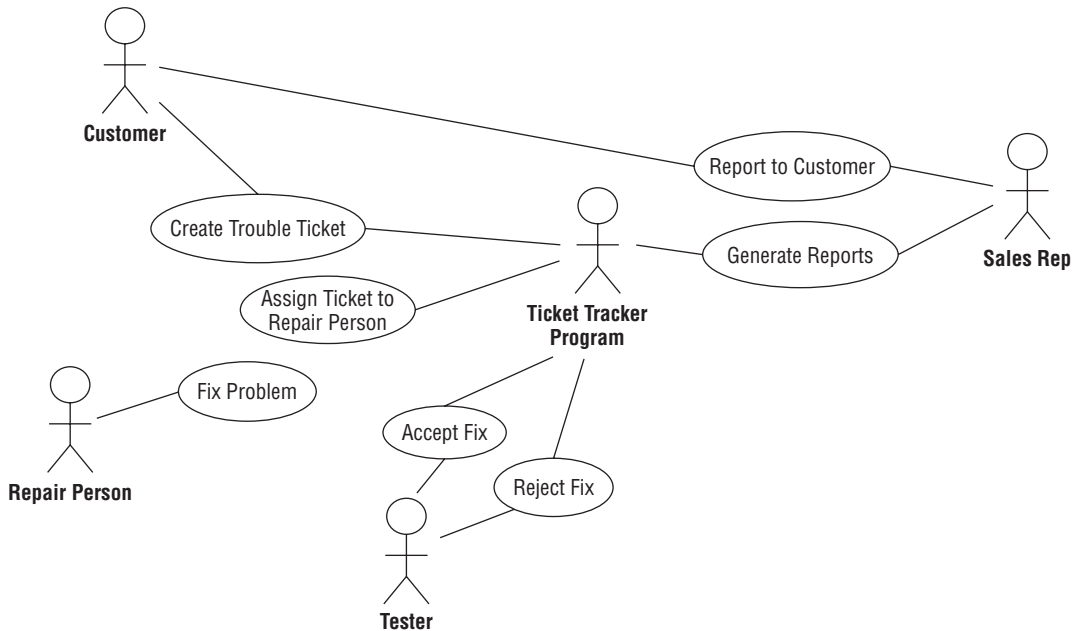 Customer
Report to Customer
Create Trouble Ticket
Generate Reports
Sales Rep
Assign Ticket to
Repair Person
Ticket Tracker
Program
Fix Problem
Accept Fix
Repair Person
Reject Fix
Tester